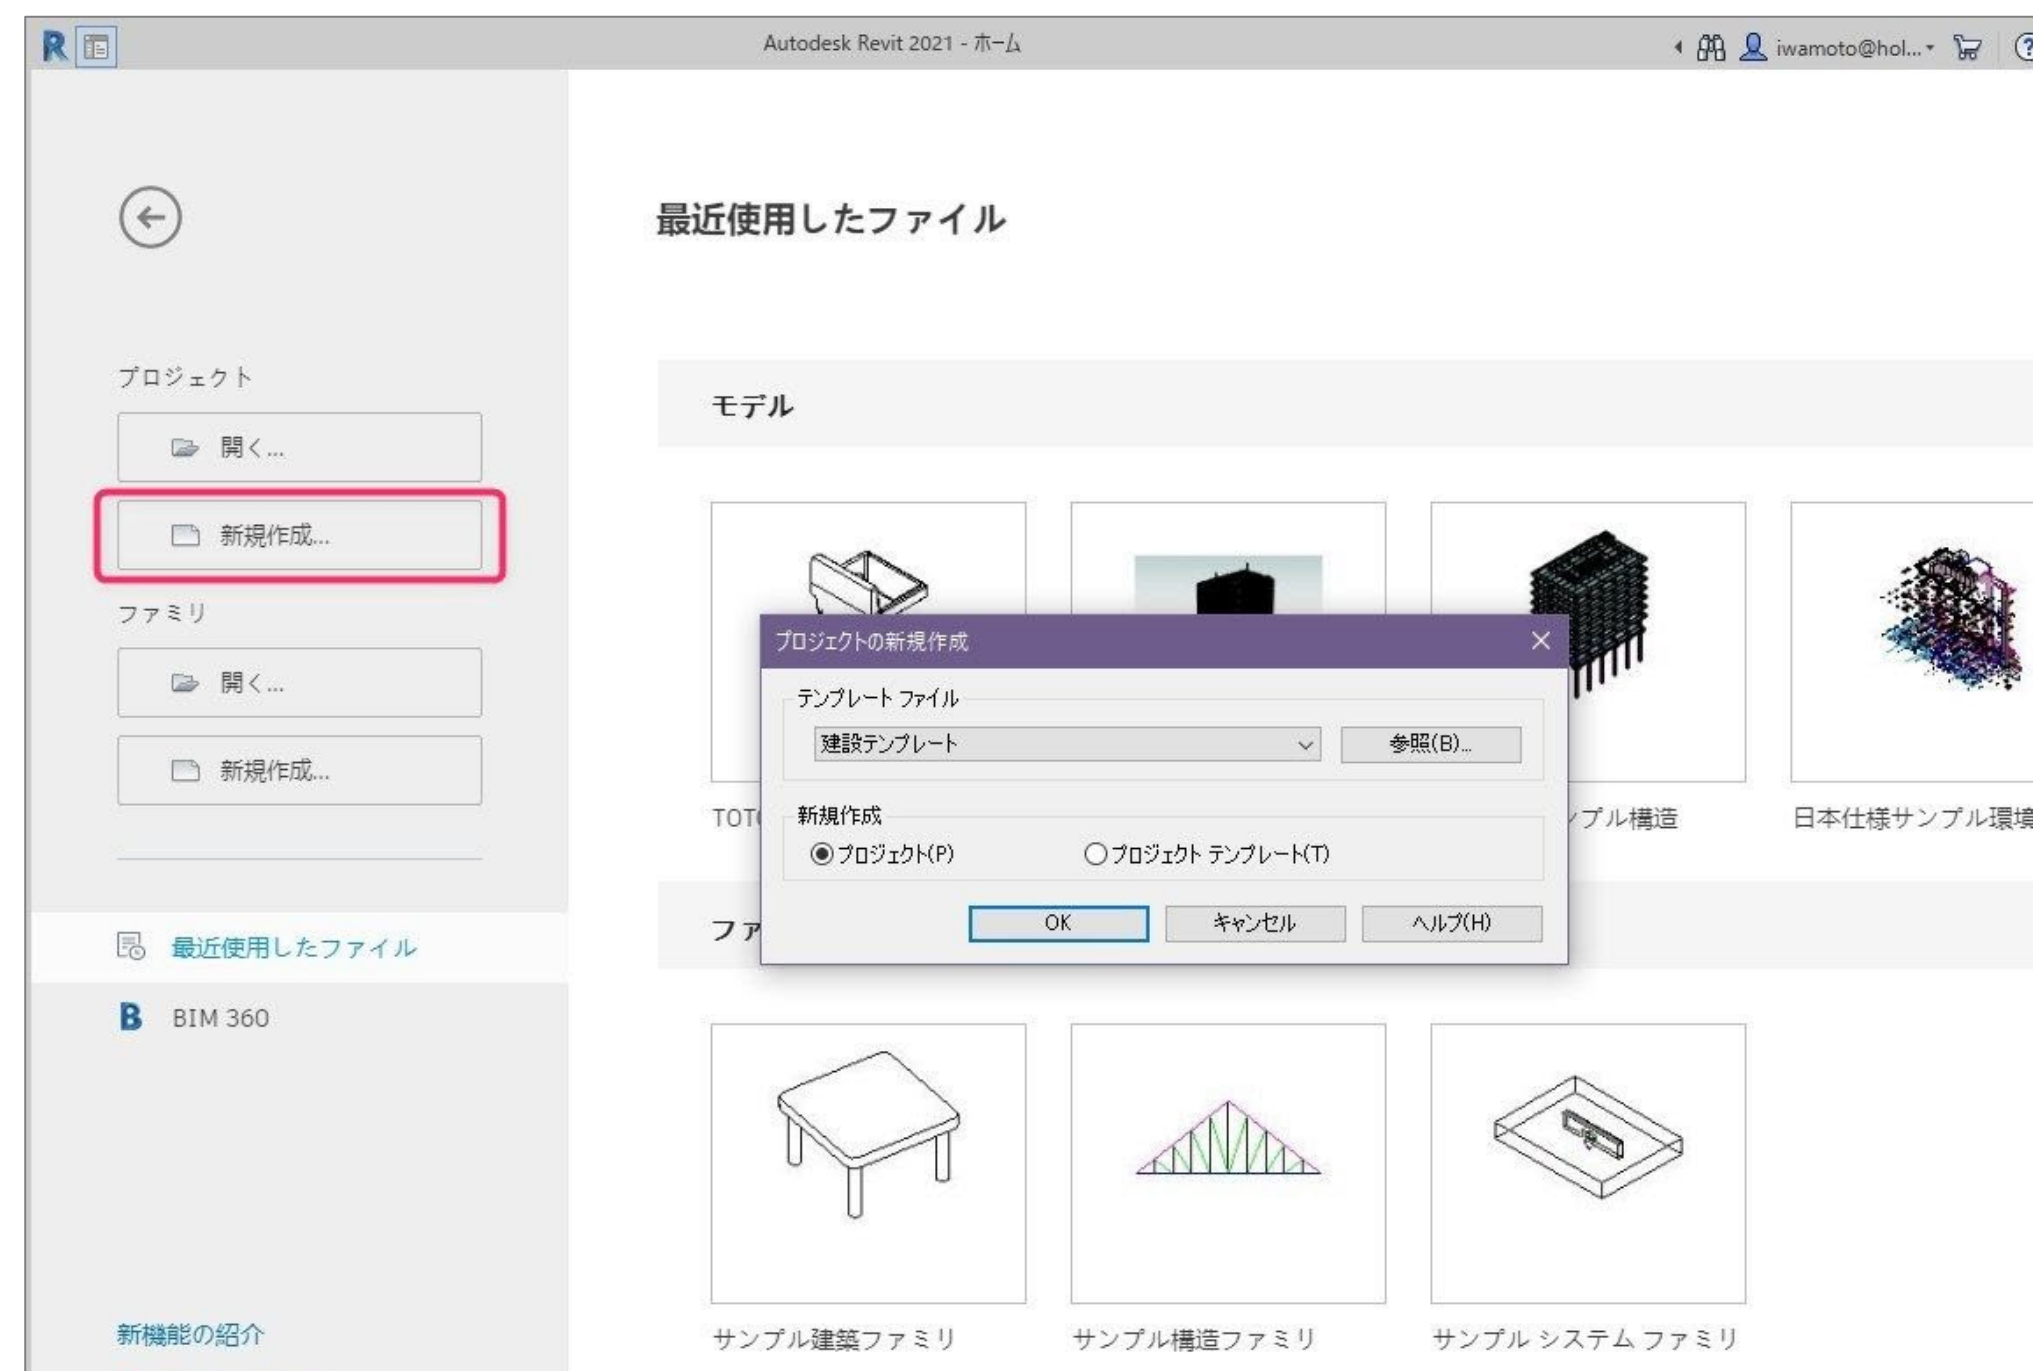 Autodesk Revit 2021 - ホーム
iwamoto@hol...
最近使用したファイル
プロジェクト
開く...
新規作成...
ファミリ
開く...
新規作成...
最近使用したファイル
B BIM 360
新機能の紹介
モデル
プロジェクトの新規作成
テンプレート ファイル
建設テンプレート
参照(B)...
新規作成
プロジェクト(P)
プロジェクト テンプレート(T)
OK
キャンセル
ヘルプ(H)
プル構造
日本仕様サンプル環境
サンプル建築ファミリ
サンプル構造ファミリ
サンプル システム ファミリ